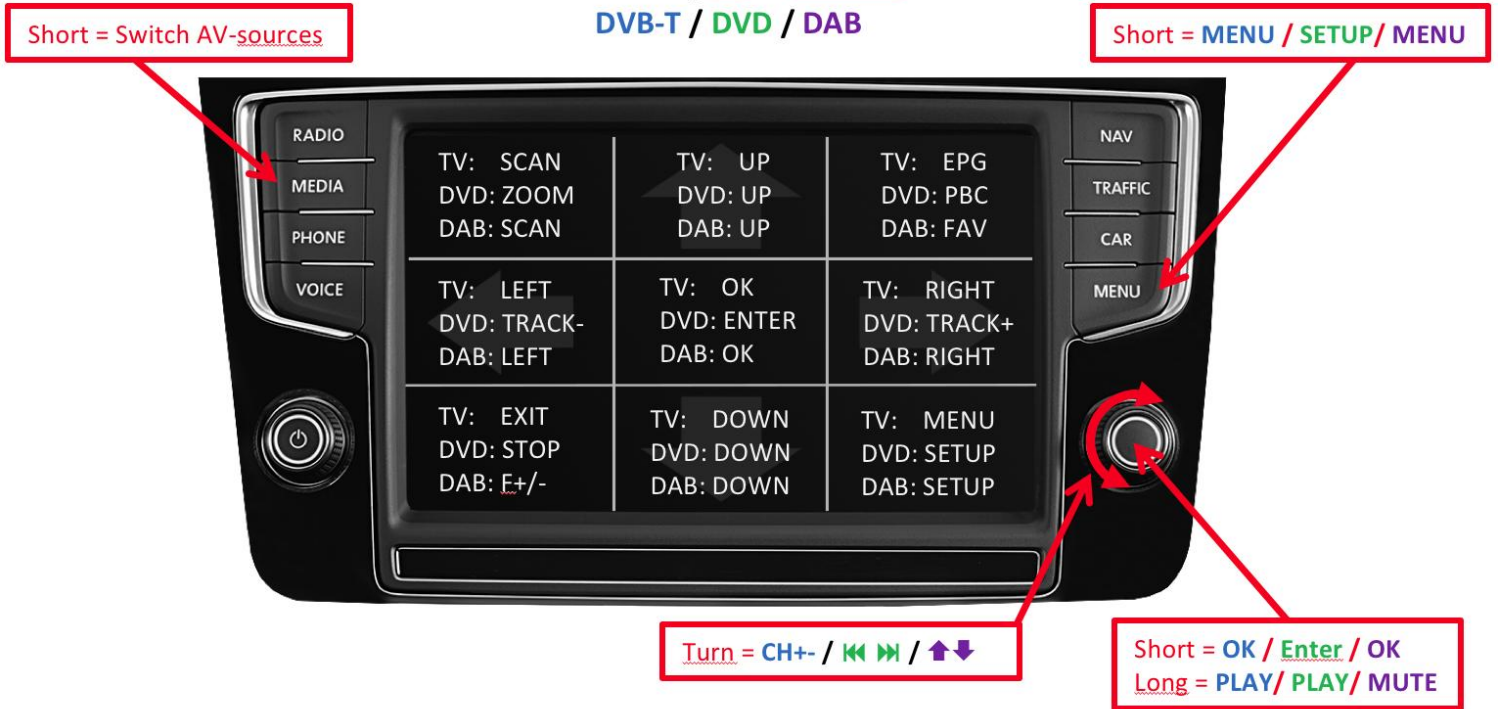 DVB-T / DVD / DAB
Short = Switch AV-sources
Short = MENU / SETUP/ MENU
RADIO
MEDIA
PHONE
VOICE
TV: SCAN
DVD: ZOOM
DAB: SCAN
TV: UP
DVD: UP
DAB: UP
TV: EPG
DVD: PBC
DAB: FAV
TV: LEFT
DVD: TRACK-
DAB: LEFT
TV: OK
DVD: ENTER
DAB: OK
TV: RIGHT
DVD: TRACK+
DAB: RIGHT
TV: EXIT
DVD: STOP
DAB: E+/-
TV: DOWN
DVD: DOWN
DAB: DOWN
TV: MENU
DVD: SETUP
DAB: SETUP
NAV
TRAFFIC
CAR
MENU
Turn = CH+- / ⏮ ⏭ / ⬆⬇
Short = OK / Enter / OK
Long = PLAY/ PLAY/ MUTE